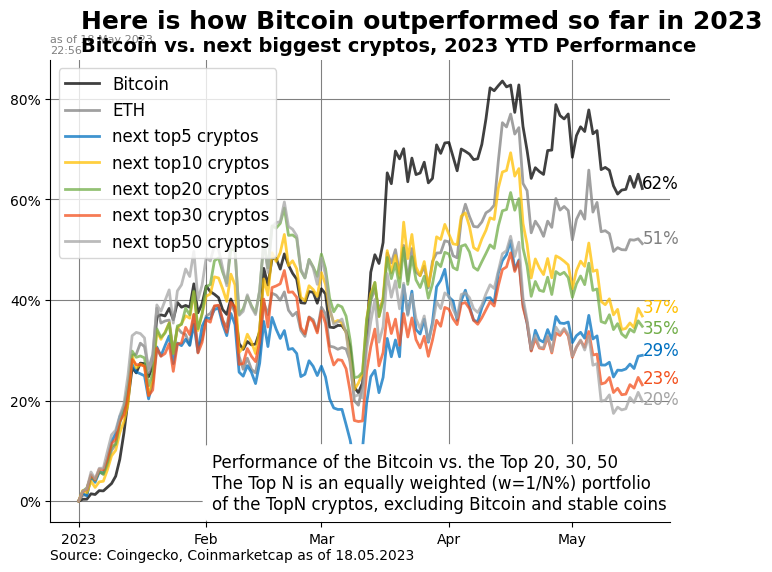 Here is how Bitcoin outperformed so far in 2023
as of 18 May 2023
22:56
Bitcoin vs. next biggest cryptos, 2023 YTD Performance
Bitcoin
ETH
next top5 cryptos
next top10 cryptos
next top20 cryptos
next top30 cryptos
next top50 cryptos
80%
60%
40%
20%
0%
62%
51%
37%
35%
29%
23%
20%
Performance of the Bitcoin vs. the Top 20, 30, 50
The Top N is an equally weighted (w=1/N%) portfolio
of the TopN cryptos, excluding Bitcoin and stable coins
2023 Feb Mar Apr May
Source: Coingecko, Coinmarketcap as of 18.05.2023